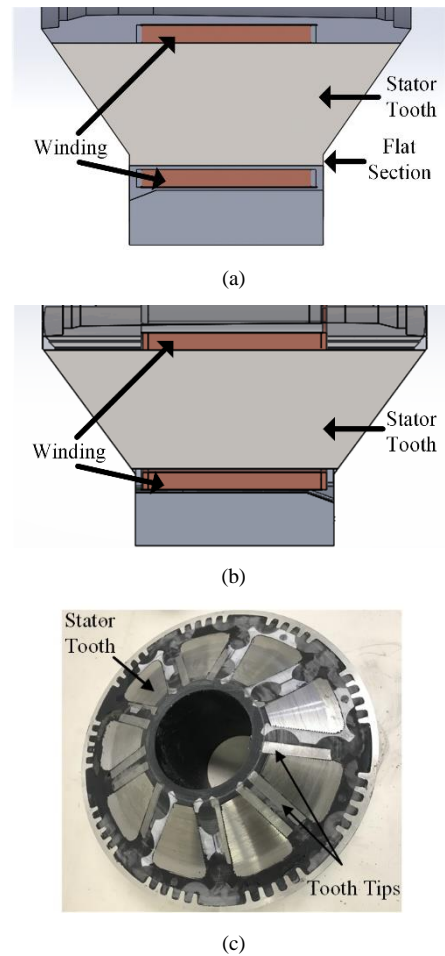 Winding
Stator
Tooth
Flat
Section
(a)
Winding
Stator
Tooth
(b)
Stator
Tooth
Tooth Tips
(c)